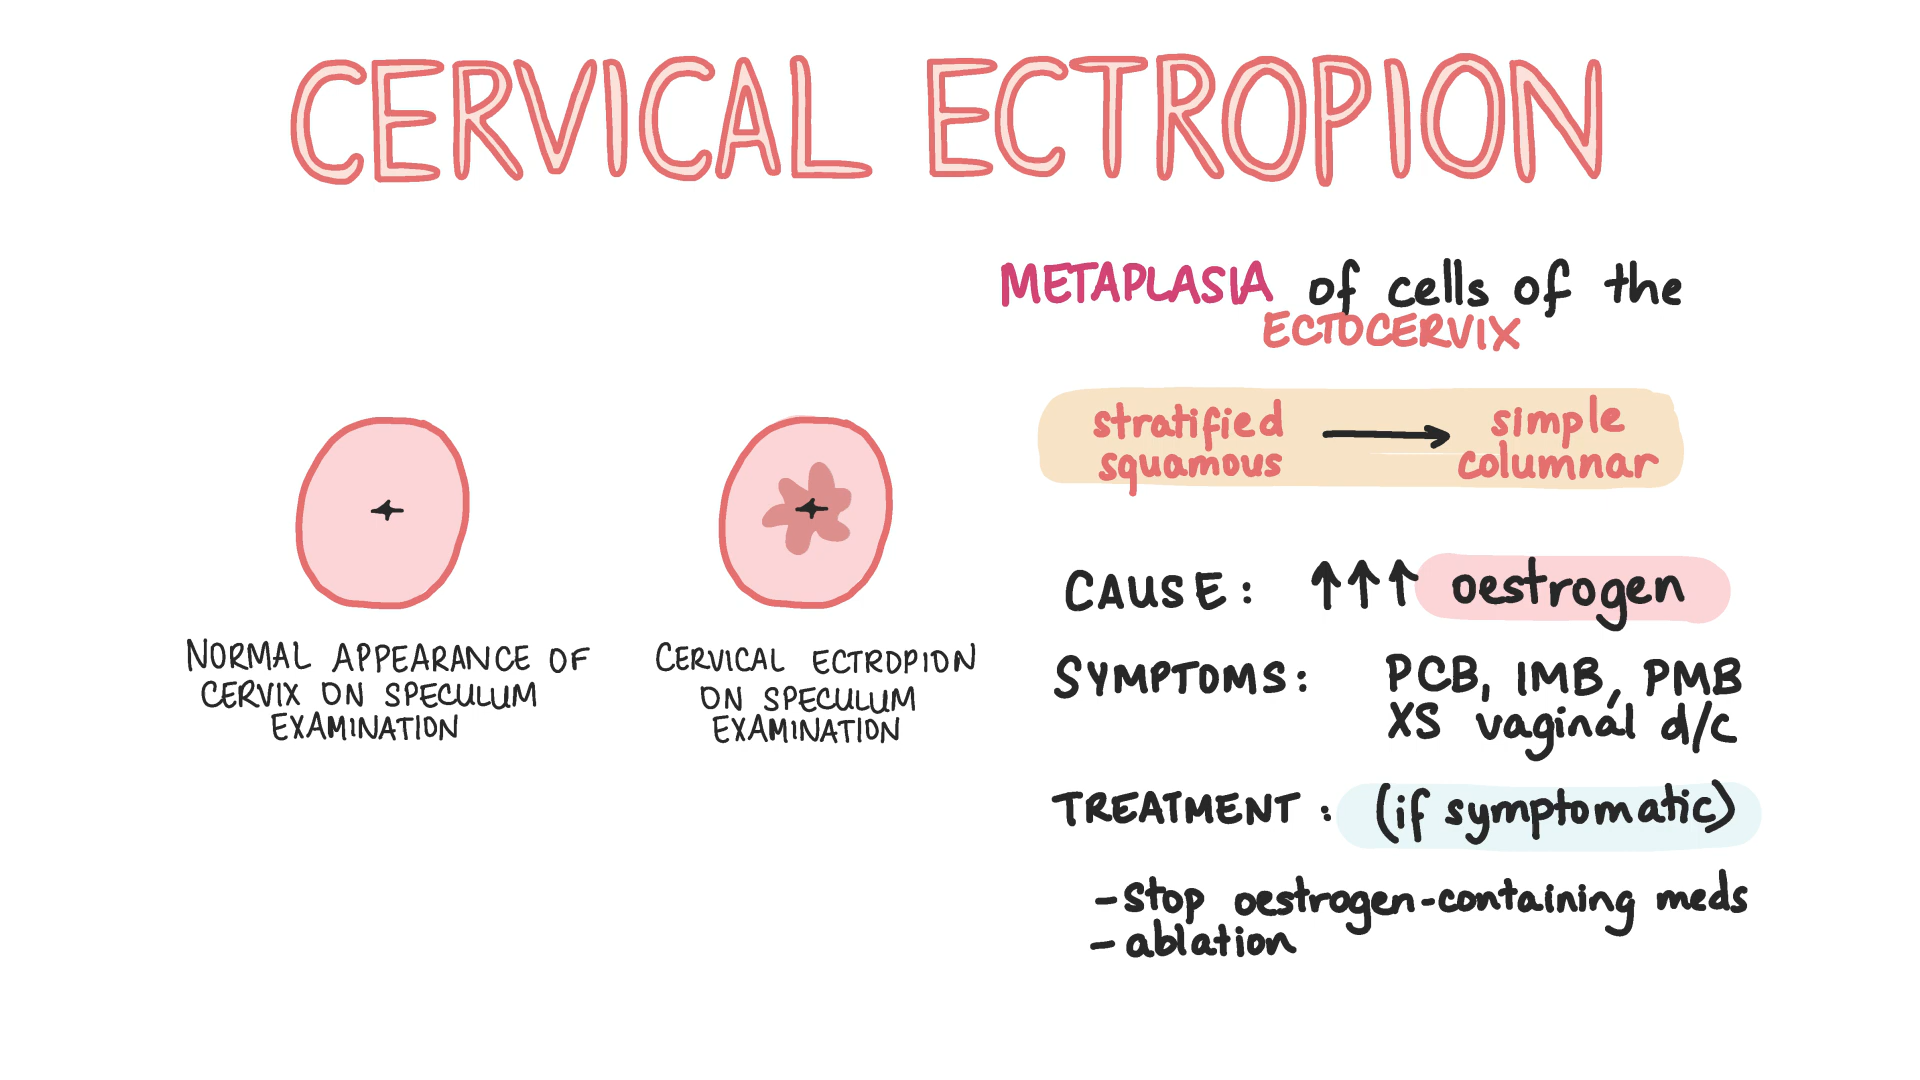 CERVICAL ECTROPION
METAPLASIA of cells of the
ECTOCERVIX
stratified squamous → simple columnar
CAUSE: ↑↑↑ oestrogen
SYMPTOMS: PCB, IMB, PMB
XS vaginal d/c
TREATMENT: (if symptomatic)
- stop oestrogen-containing meds
- ablation
NORMAL APPEARANCE OF
CERVIX ON SPECULUM
EXAMINATION
CERVICAL ECTROPION
ON SPECULUM
EXAMINATION